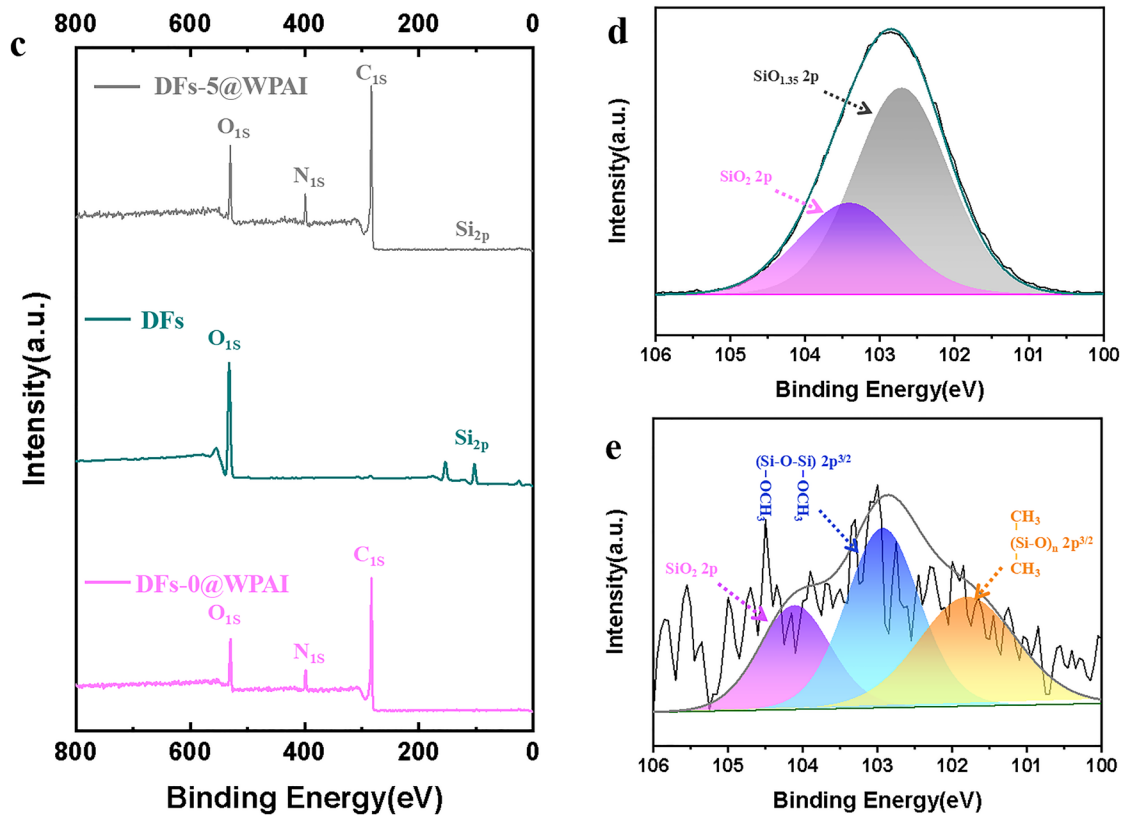 c
800 600 400 200 0
DFs-5@WPAI
C1S
O1S
N1S
Si2p
DFs
O1S
Si2p
DFs-0@WPAI
C1S
O1S
N1S
800 600 400 200 0
Binding Energy(eV)
Intensity(a.u.)
d
SiO1.35 2p
SiO2 2p
106 105 104 103 102 101 100
Binding Energy(eV)
Intensity(a.u.)
e
(Si-O-Si) 2p3/2
-OCH3
-OCH3
CH3
(Si-O)n 2p3/2
CH3
SiO2 2p
106 105 104 103 102 101 100
Binding Energy(eV)
Intensity(a.u.)